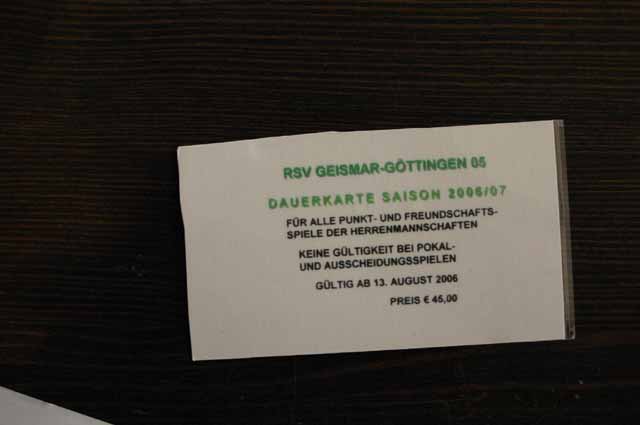 RSV GEISMAR-GÖTTINGEN 05
DAUERKARTE SAISON 2006/07
FÜR ALLE PUNKT- UND FREUNDSCHAFTS-
SPIELE DER HERRENMANNSCHAFTEN
KEINE GÜLTIGKEIT BEI POKAL-
UND AUSSCHEIDUNGSSPIELEN
GÜLTIG AB 13. AUGUST 2006
PREIS € 45,00